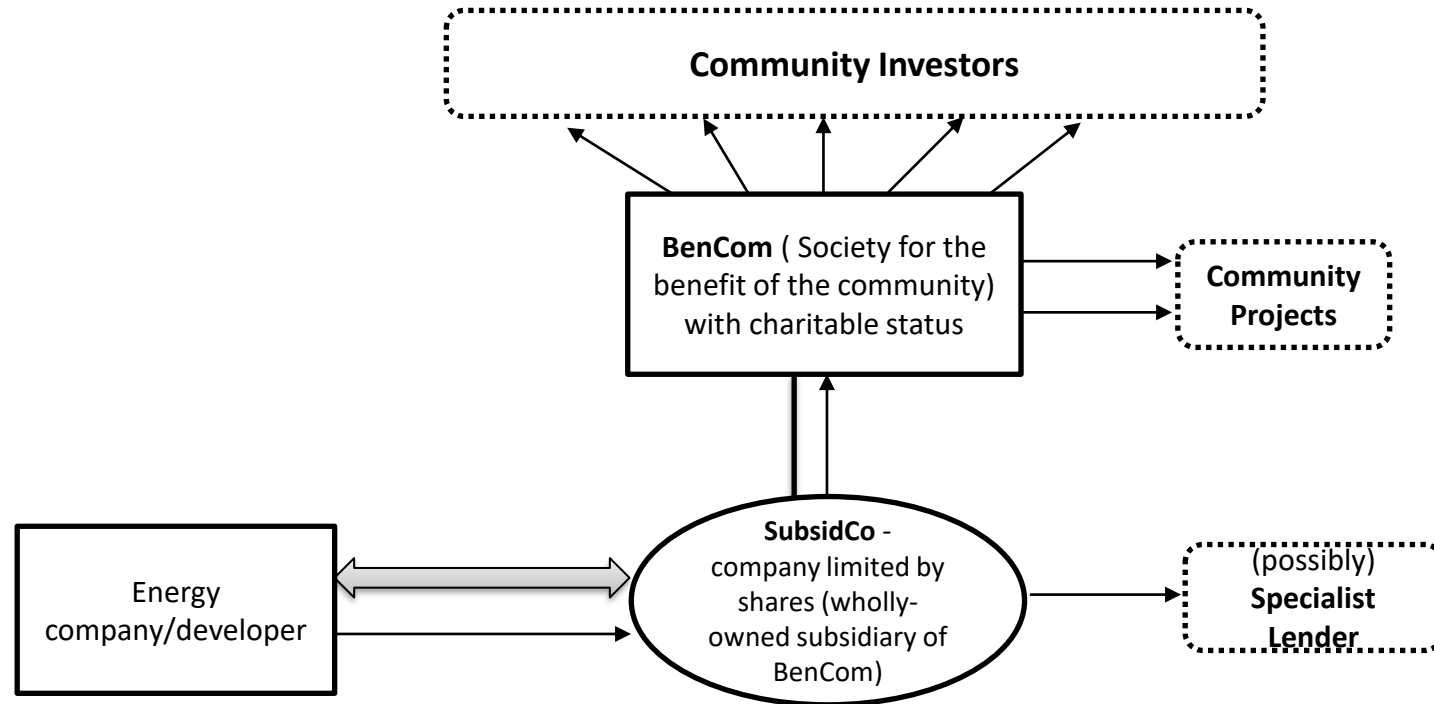 Community Investors
BenCom ( Society for the
benefit of the community)
with charitable status
Community
Projects
SubsidCo -
company limited by
shares (wholly-
owned subsidiary of
BenCom)
Energy
company/developer
(possibly)
Specialist
Lender